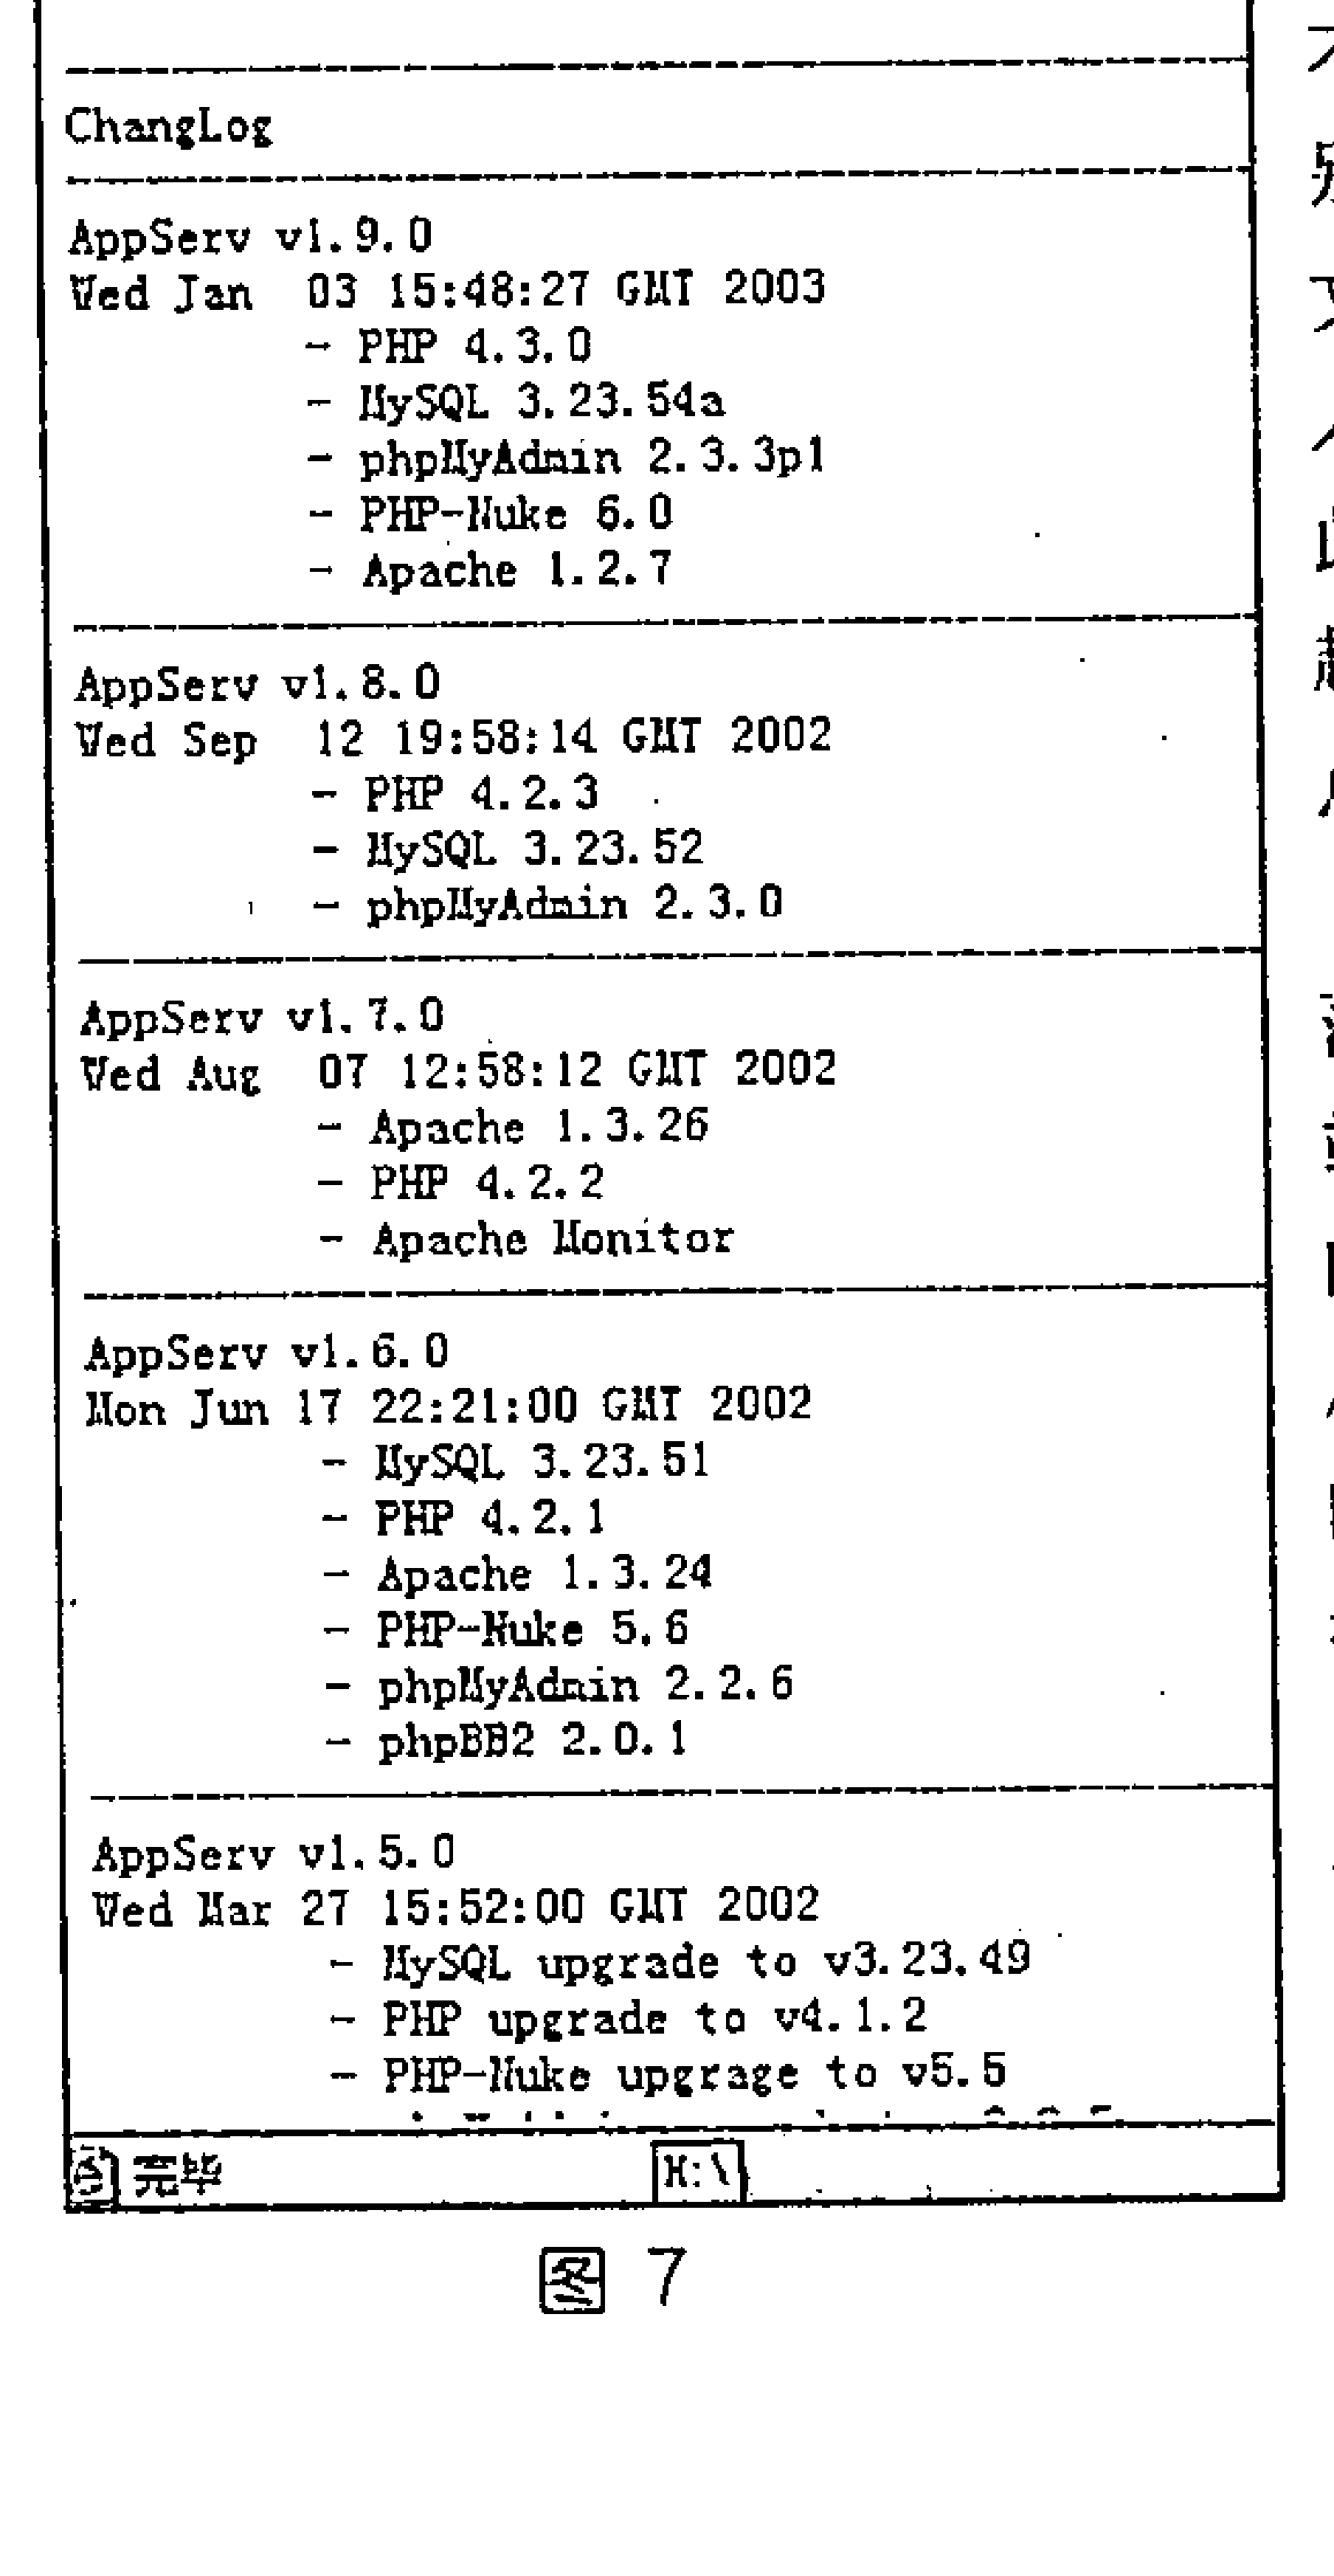 ChangLog
AppServ v1.9.0
Wed Jan  03 15:48:27 GMT 2003
- PHP 4.3.0
- MySQL 3.23.54a
- phpMyAdmin 2.3.3p1
- PHP-Nuke 6.0
- Apache 1.2.7
AppServ v1.8.0
Wed Sep  12 19:58:14 GMT 2002
- PHP 4.2.3
- MySQL 3.23.52
- phpMyAdmin 2.3.0
AppServ v1.7.0
Wed Aug  07 12:58:12 GMT 2002
- Apache 1.3.26
- PHP 4.2.2
- Apache Monitor
AppServ v1.6.0
Mon Jun 17 22:21:00 GMT 2002
- MySQL 3.23.51
- PHP 4.2.1
- Apache 1.3.24
- PHP-Nuke 5.6
- phpMyAdmin 2.2.6
- phpBB2 2.0.1
AppServ v1.5.0
Wed Mar 27 15:52:00 GMT 2002
- MySQL upgrade to v3.23.49
- PHP upgrade to v4.1.2
- PHP-Nuke upgrage to v5.5
完毕 H:\
图 7